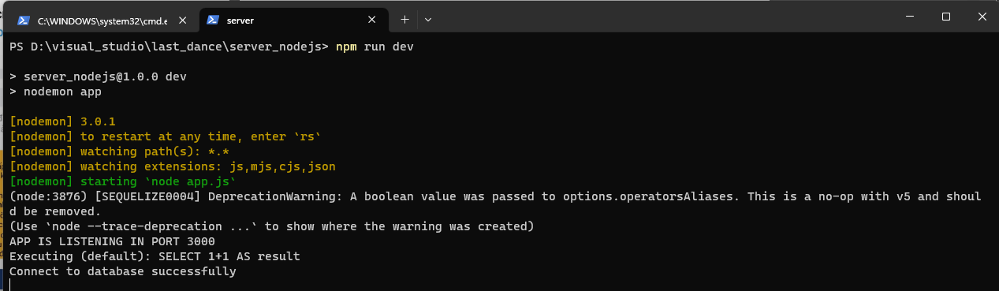 C:\WINDOWS\system32\cmd.e
server
PS D:\visual_studio\last_dance\server_nodejs> npm run dev
> server_nodejs@1.0.0 dev
> nodemon app
[nodemon] 3.0.1
[nodemon] to restart at any time, enter `rs`
[nodemon] watching path(s): *.*
[nodemon] watching extensions: js,mjs,cjs,json
[nodemon] starting `node app.js`
(node:3876) [SEQUELIZE0004] DeprecationWarning: A boolean value was passed to options.operatorsAliases. This is a no-op with v5 and shoul
d be removed.
(Use `node --trace-deprecation ...` to show where the warning was created)
APP IS LISTENING IN PORT 3000
Executing (default): SELECT 1+1 AS result
Connect to database successfully